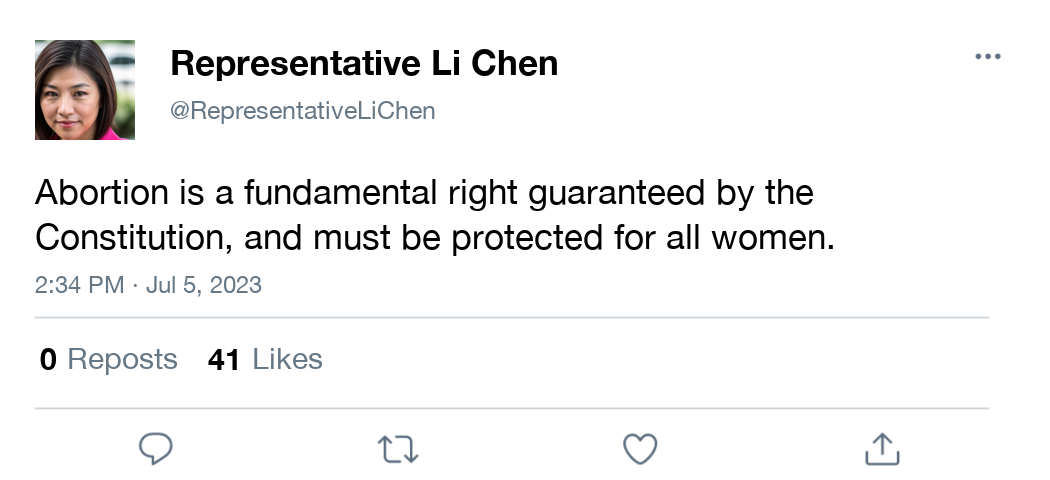 Representative Li Chen
@RepresentativeLiChen
Abortion is a fundamental right guaranteed by the
Constitution, and must be protected for all women.
2:34 PM · Jul 5, 2023
0 Reposts 41 Likes